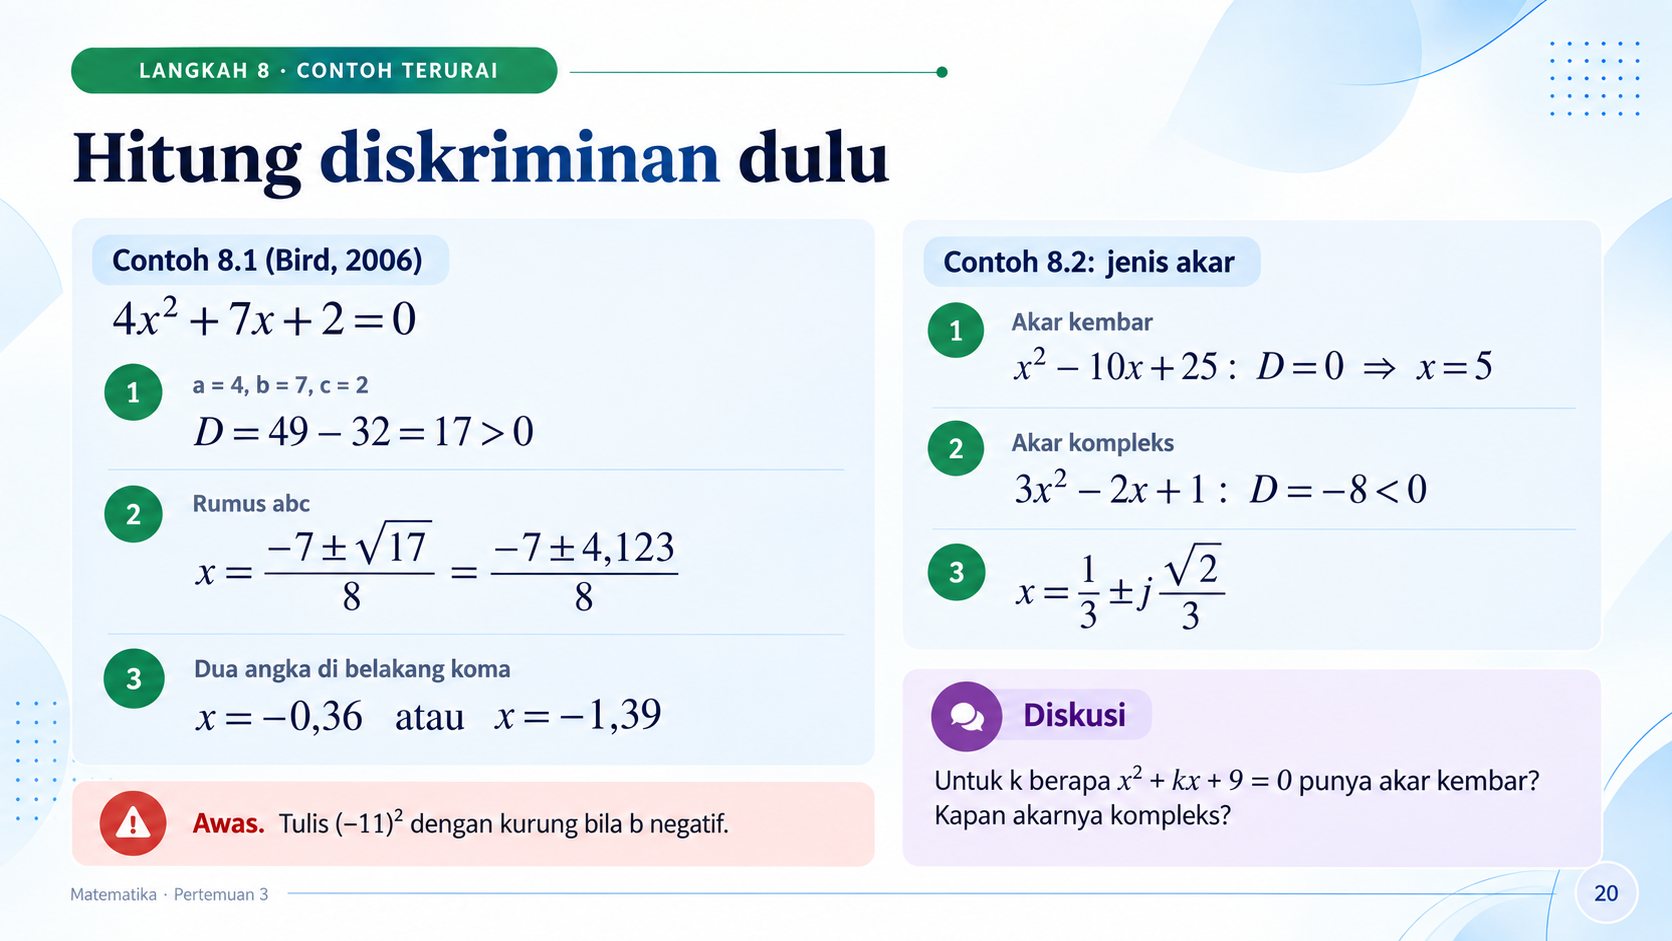 LANGKAH 8 · CONTOH TERURAI
Hitung diskriminan dulu
Contoh 8.1 (Bird, 2006)
4x² + 7x + 2 = 0
1
a = 4, b = 7, c = 2
D = 49 − 32 = 17 > 0
2
Rumus abc
x = (−7 ± √17)/8 = (−7 ± 4,123)/8
3
Dua angka di belakang koma
x = −0,36 atau x = −1,39
Awas. Tulis (−11)² dengan kurung bila b negatif.
Contoh 8.2: jenis akar
1
Akar kembar
x² − 10x + 25 : D = 0 ⇒ x = 5
2
Akar kompleks
3x² − 2x + 1 : D = −8 < 0
3
x = 1/3 ± j √2/3
Diskusi
Untuk k berapa x² + kx + 9 = 0 punya akar kembar?
Kapan akarnya kompleks?
Matematika · Pertemuan 3
20